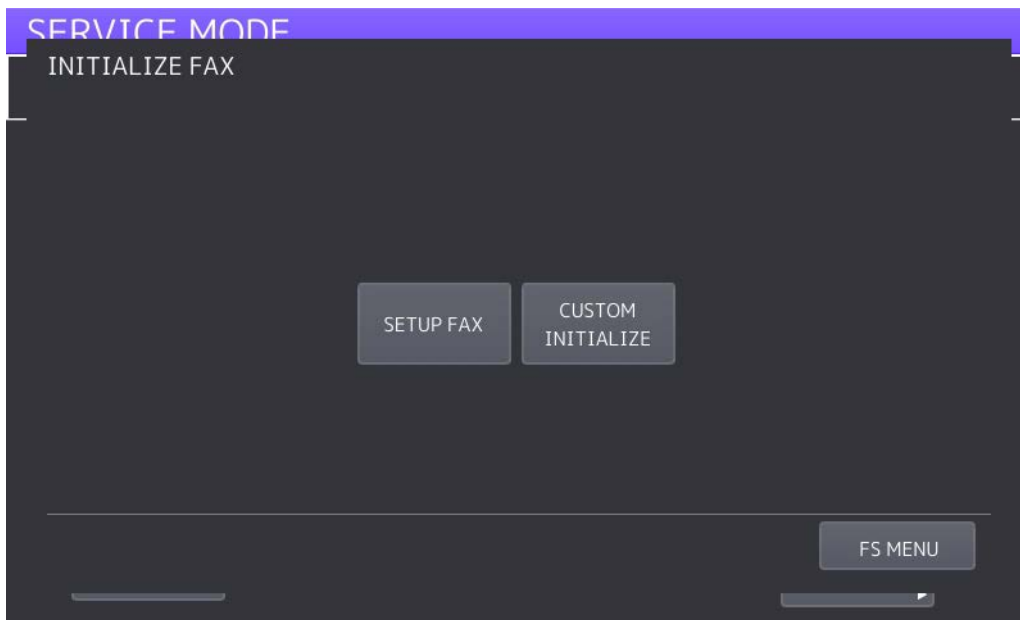 SERVICE MODE
INITIALIZE FAX
SETUP FAX
CUSTOM
INITIALIZE
FS MENU